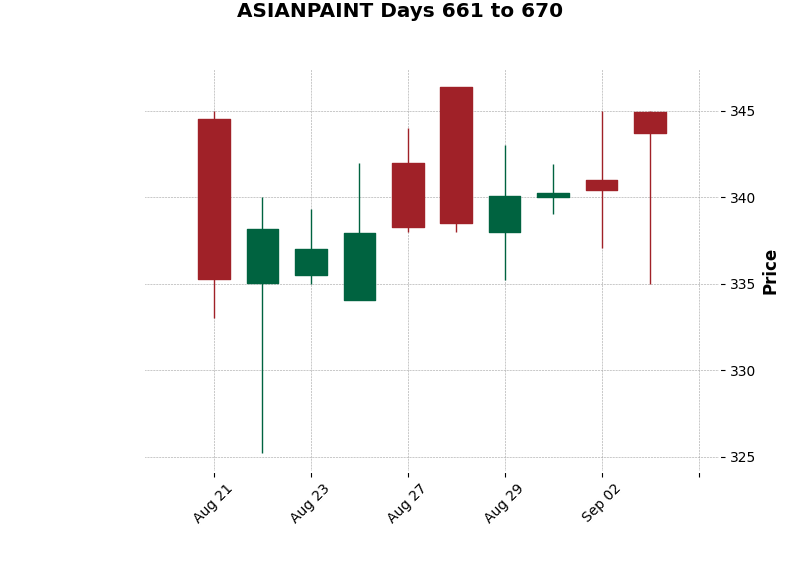 ASIANPAINT Days 661 to 670
345
340
335
330
325
Price
Aug 21
Aug 23
Aug 27
Aug 29
Sep 02